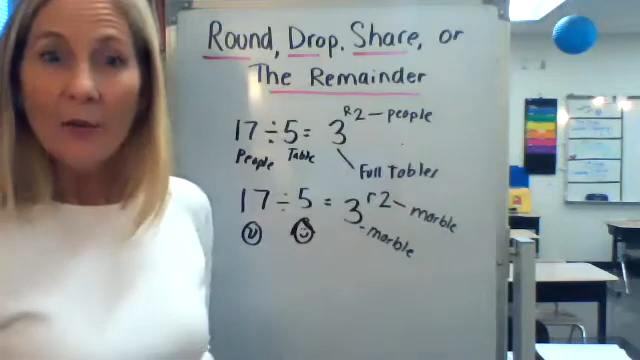 Round, Drop, Share, or
The Remainder
17 ÷ 5 = 3 R2 — people
People Table
Full Tables
17 ÷ 5 = 3 r2 — marble
- marble